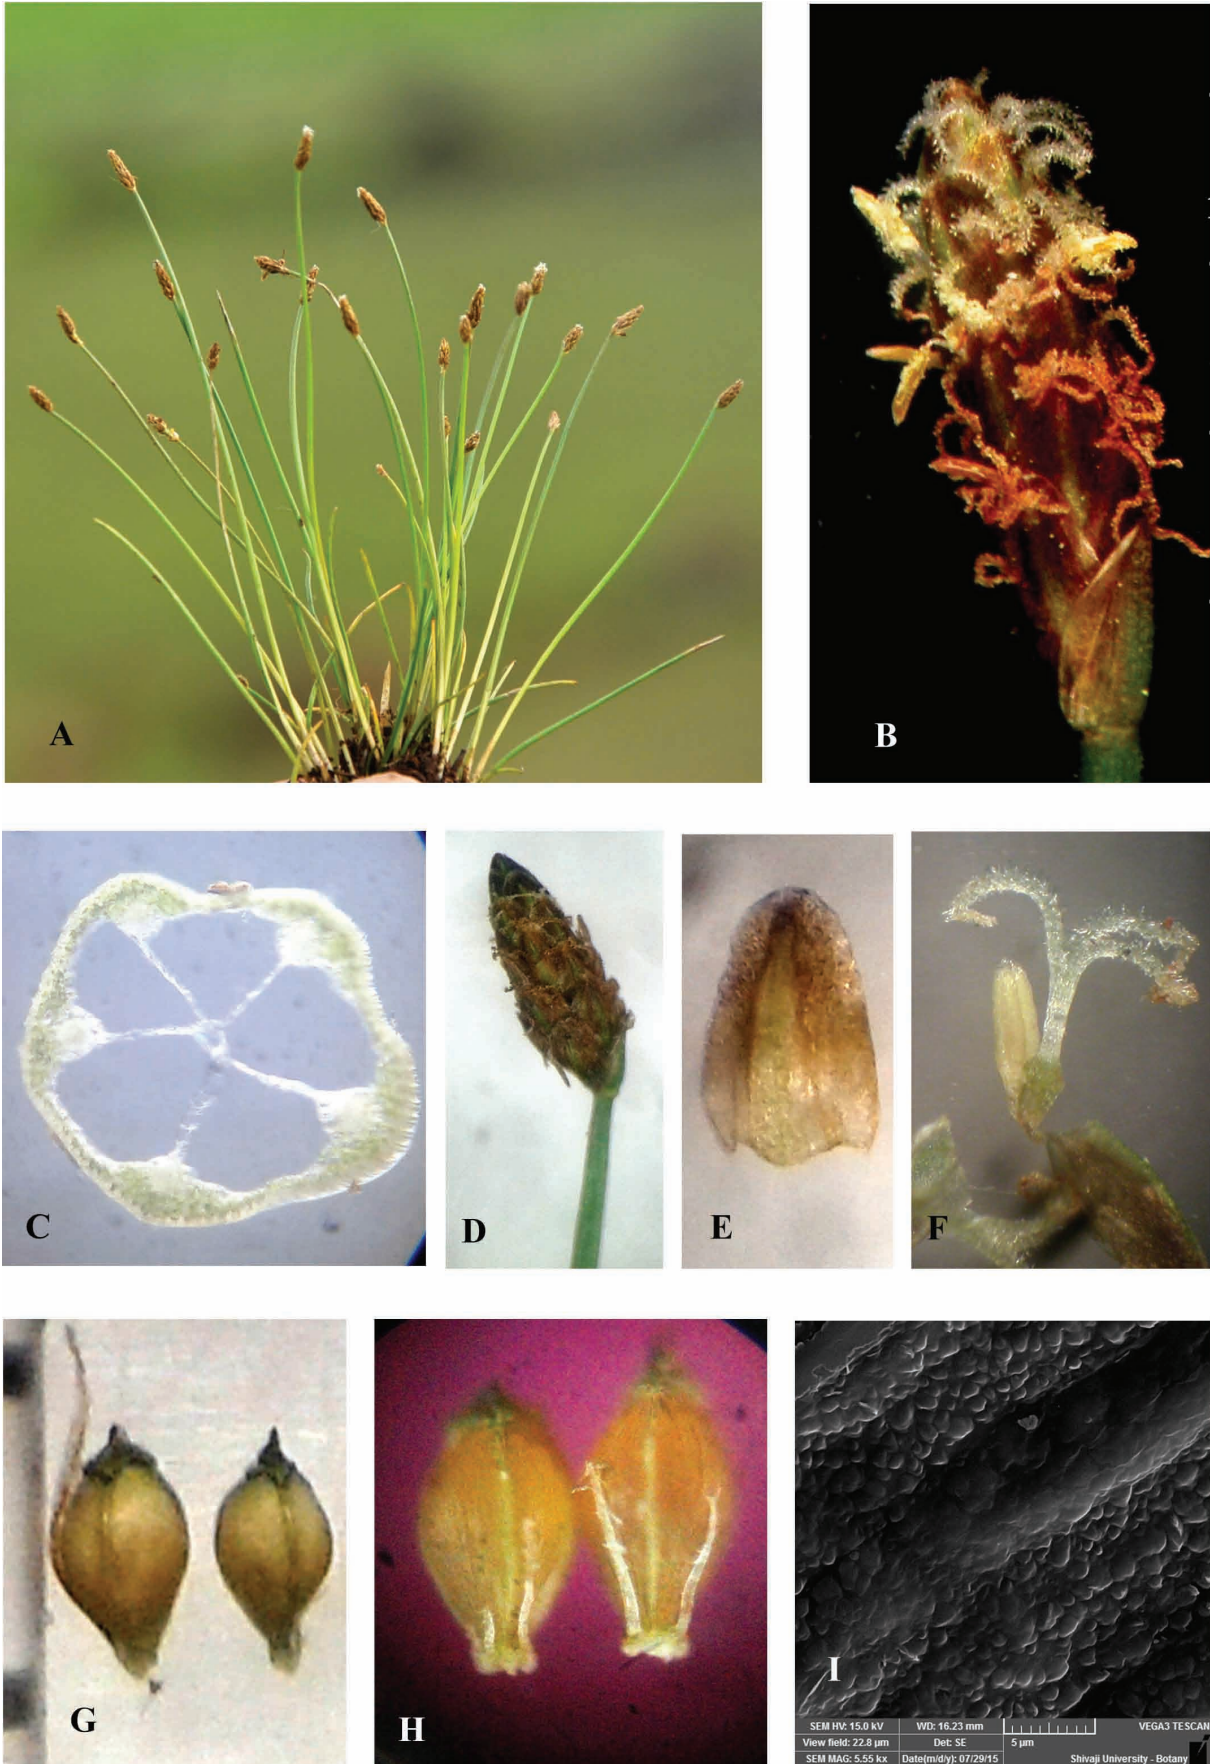 A
B
C
D
E
F
G
H
I
SEM HV: 15.0 kV WD: 16.23 mm VEGA3 TESCAN
View field: 22.8 µm Det: SE 5 µm
SEM MAG: 5.55 kx Date(m/d/y): 07/29/15 Shivaji University - Botany